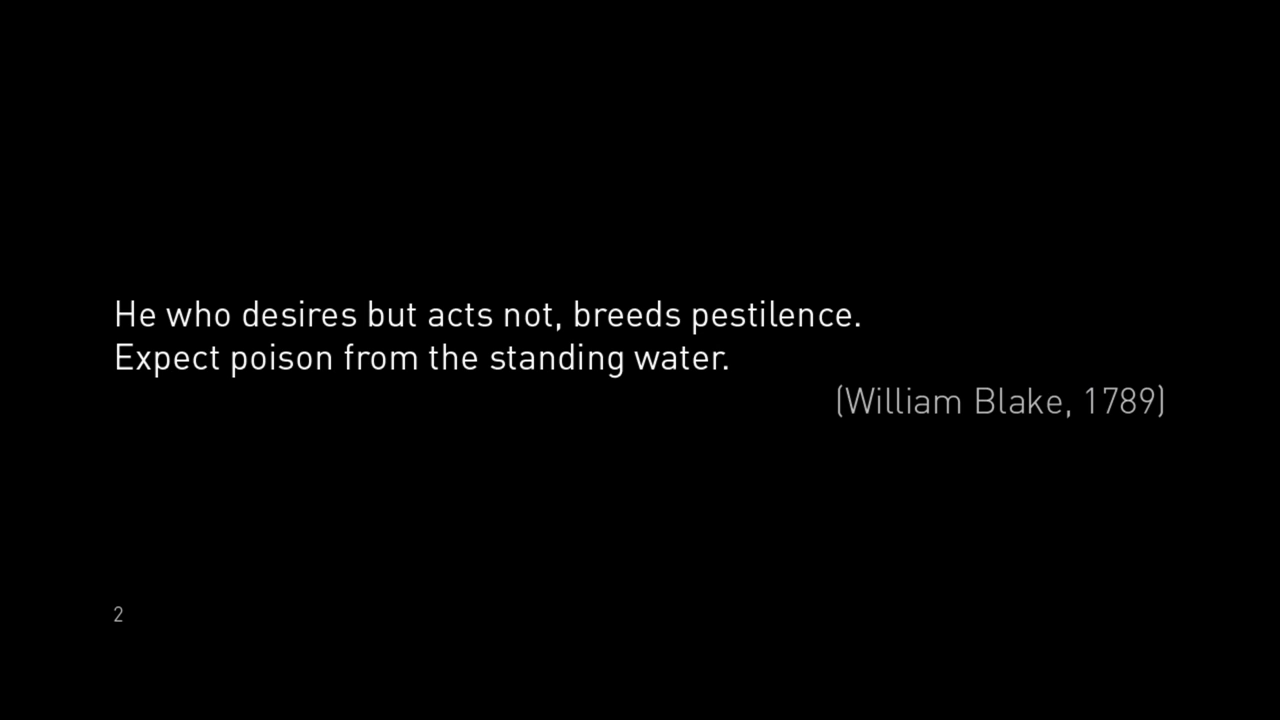 He who desires but acts not, breeds pestilence.
Expect poison from the standing water.
(William Blake, 1789)
2